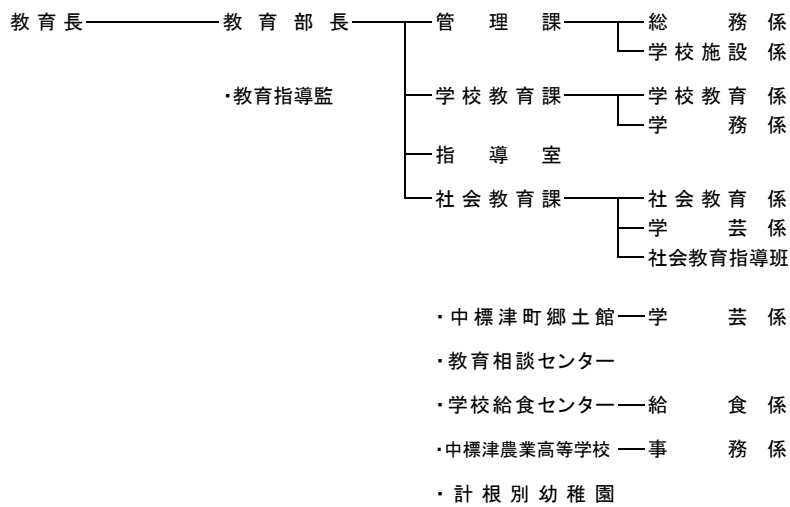 教育長 教育部長 管理課 総務係
学校施設係
・教育指導監 学校教育課 学校教育係
学務係
指導室
社会教育課 社会教育係
学芸係
社会教育指導班
・中標津町郷土館 学芸係
・教育相談センター
・学校給食センター 給食係
・中標津農業高等学校 事務係
・計根別幼稚園